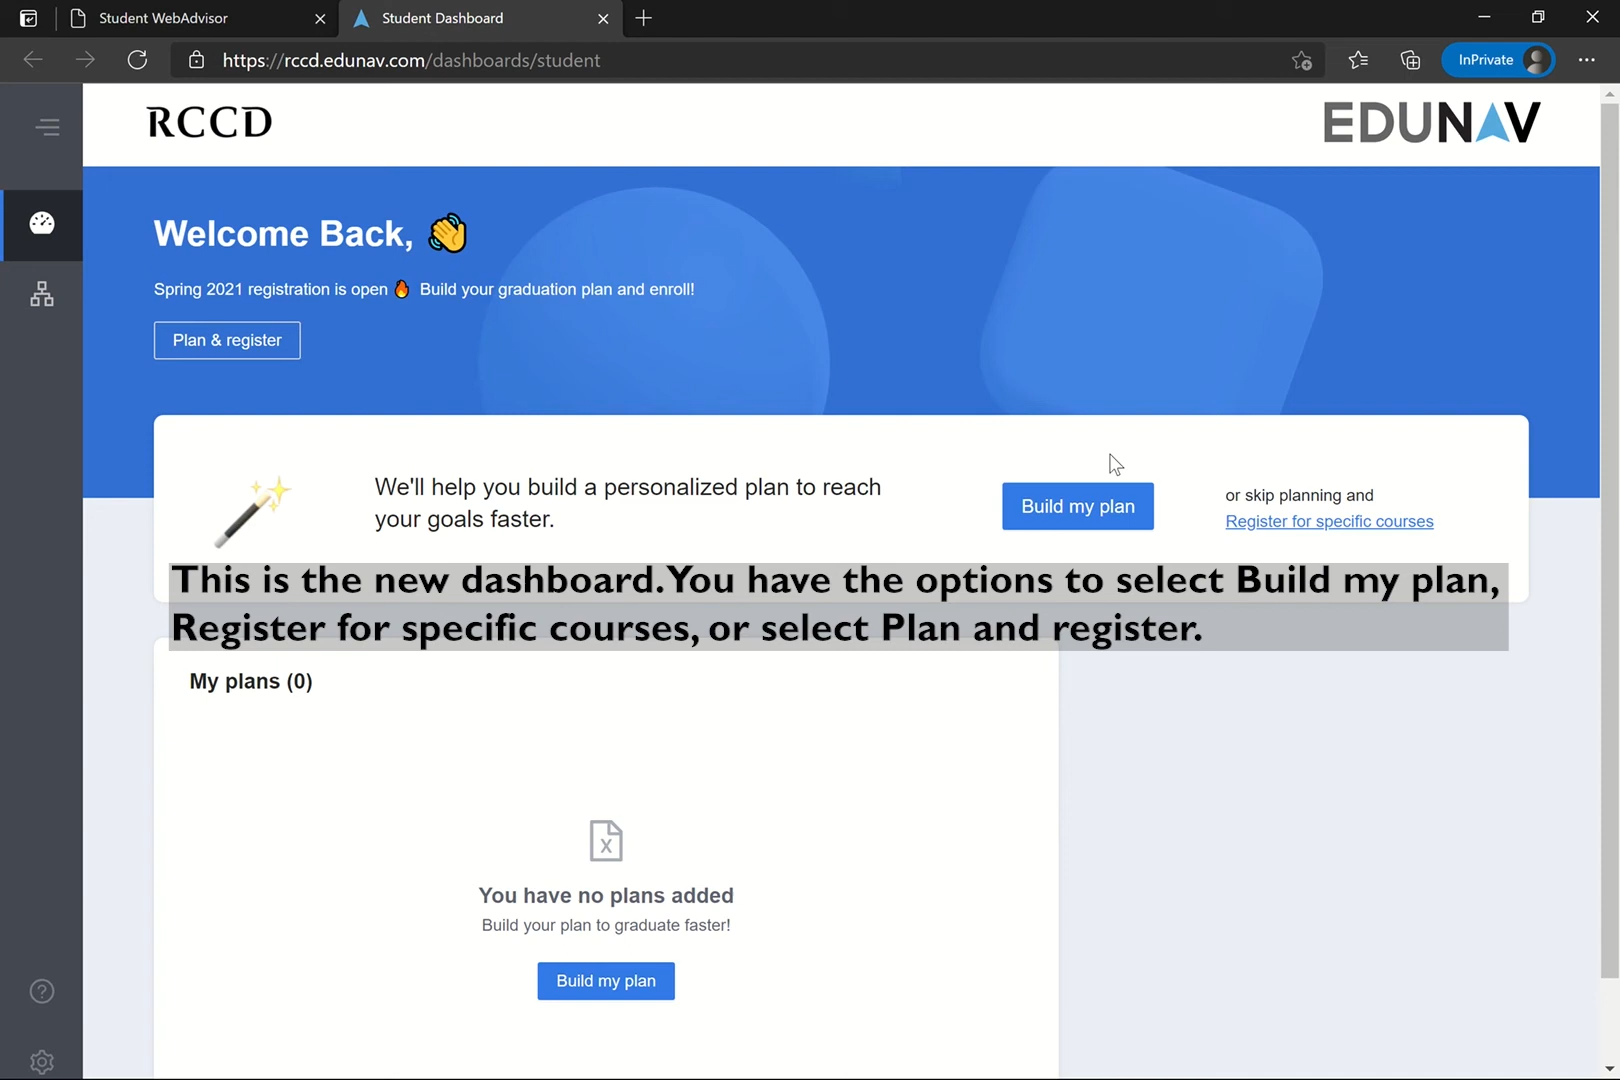 Student WebAdvisor
Student Dashboard
https://rccd.edunav.com/dashboards/student
InPrivate
RCCD
EDUNAV
Welcome Back,
Spring 2021 registration is open 🔥 Build your graduation plan and enroll!
Plan & register
We'll help you build a personalized plan to reach
your goals faster.
Build my plan
or skip planning and
Register for specific courses
This is the new dashboard. You have the options to select Build my plan,
Register for specific courses, or select Plan and register.
My plans (0)
You have no plans added
Build your plan to graduate faster!
Build my plan